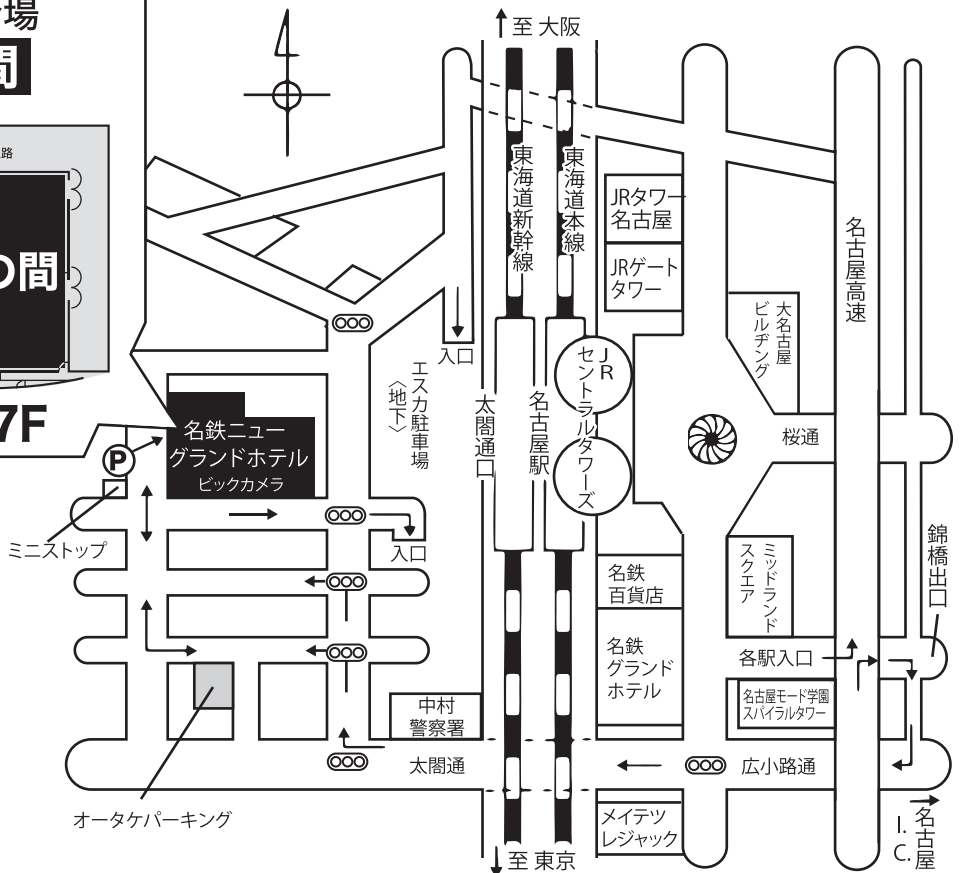 場
間
路
の間
7F
至 大阪
東海道新幹線
東海道本線
JRタワー
名古屋
JRゲート
タワー
名古屋高速
大名古屋
ビルヂング
入口
エスカ駐車場
〈地下〉
太閤通口
名古屋駅
JR
セントラルタワーズ
桜通
名鉄ニュー
グランドホテル
ビックカメラ
P
ミニストップ
入口
錦橋出口
名鉄
百貨店
ミッドランド
スクエア
名鉄
グランド
ホテル
各駅入口
名古屋モード学園
スパイラルタワー
中村
警察署
太閤通
広小路通
オータケパーキング
メイテツ
レジャック
名古屋
I.C.
至 東京